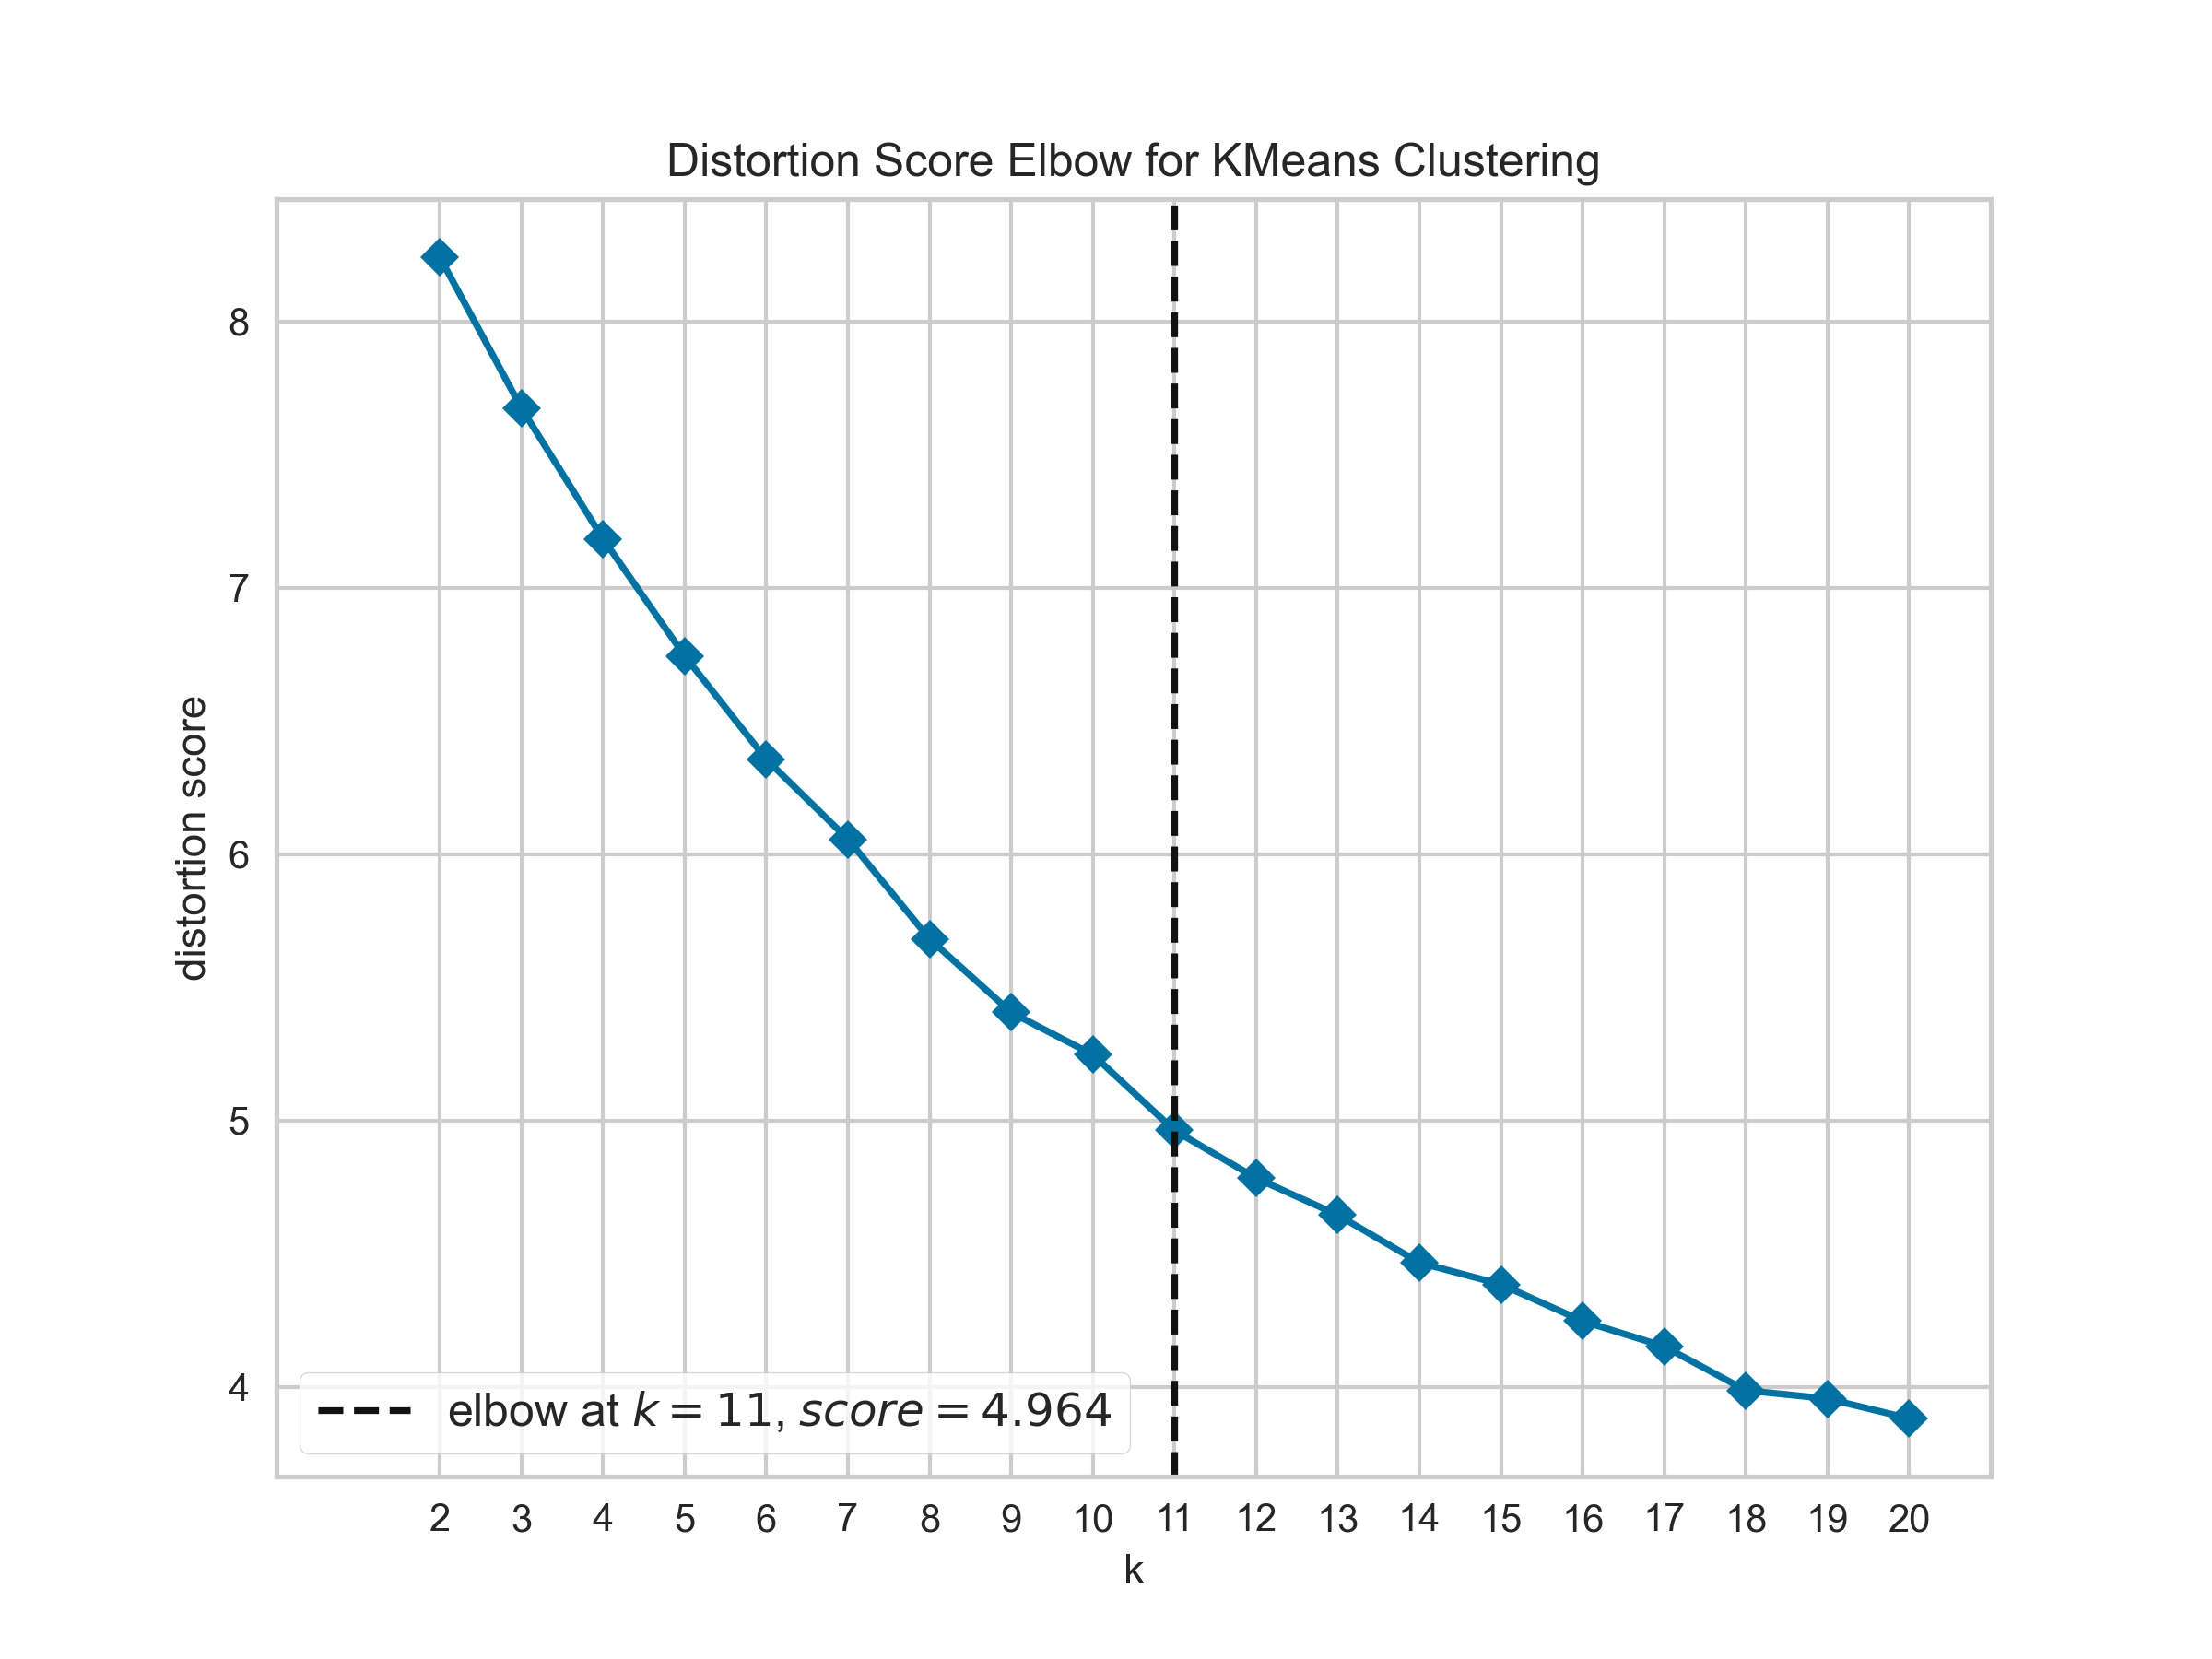 Distortion Score Elbow for KMeans Clustering
distortion score
8
7
6
5
4
elbow at k = 11, score = 4.964
2 3 4 5 6 7 8 9 10 11 12 13 14 15 16 17 18 19 20
k